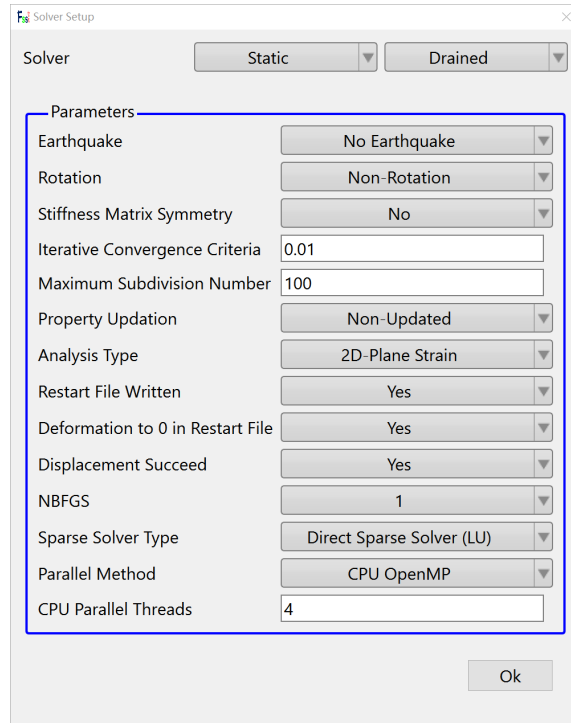 Fssi Solver Setup
Solver Static Drained
Parameters
Earthquake No Earthquake
Rotation Non-Rotation
Stiffness Matrix Symmetry No
Iterative Convergence Criteria 0.01
Maximum Subdivision Number 100
Property Updation Non-Updated
Analysis Type 2D-Plane Strain
Restart File Written Yes
Deformation to 0 in Restart File Yes
Displacement Succeed Yes
NBFGS 1
Sparse Solver Type Direct Sparse Solver (LU)
Parallel Method CPU OpenMP
CPU Parallel Threads 4
Ok